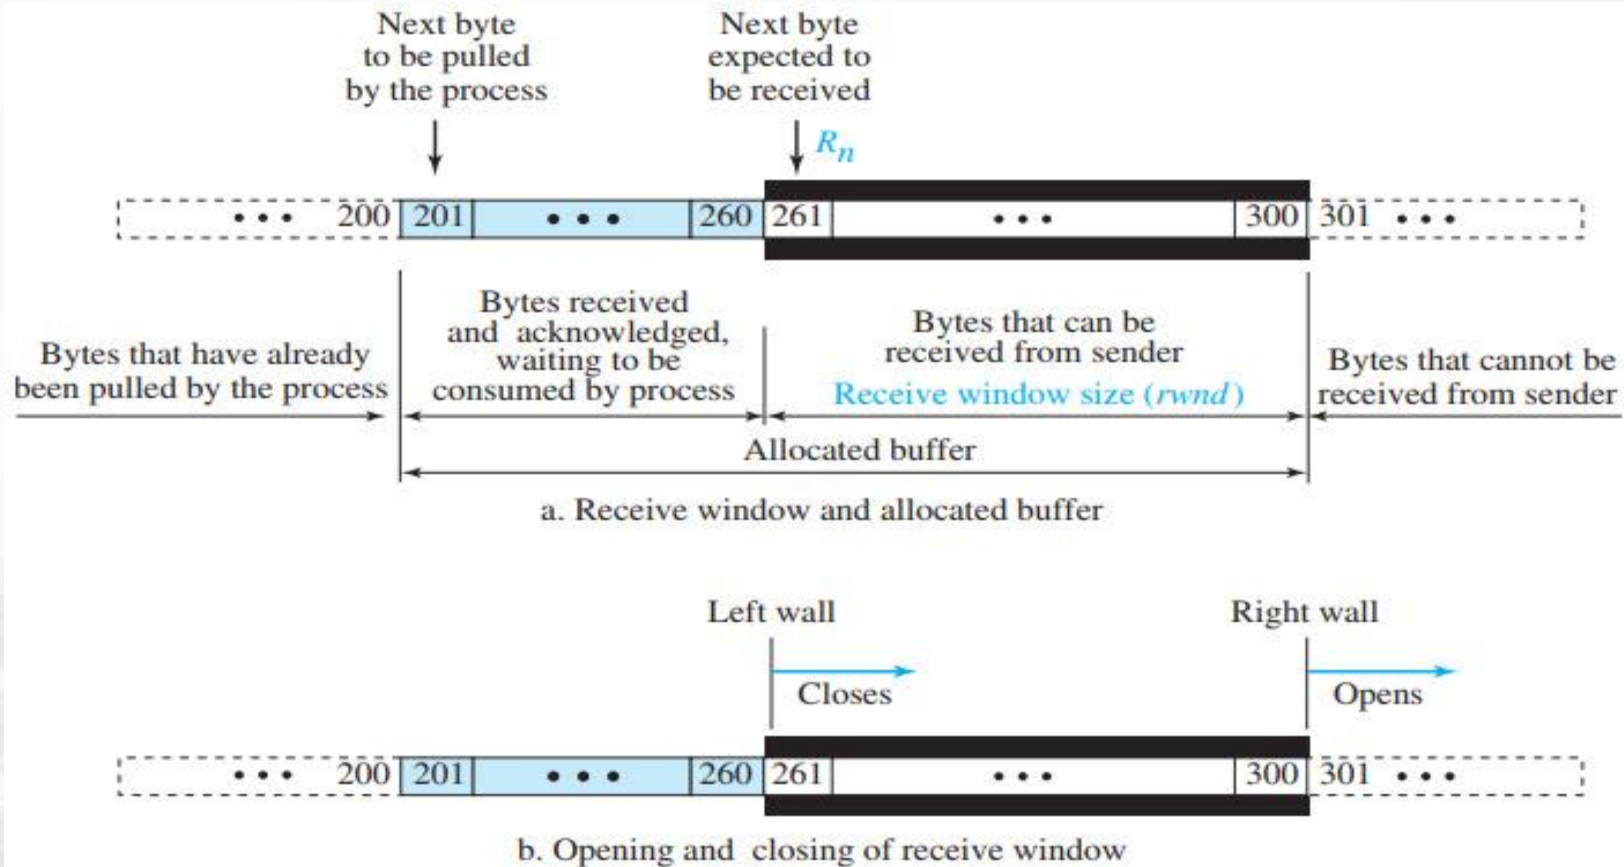 Next byte
to be pulled
by the process
Next byte
expected to
be received
Rn
••• 200 201 ••• 260 261 ••• 300 301 •••
Bytes that have already
been pulled by the process
Bytes received
and acknowledged,
waiting to be
consumed by process
Bytes that can be
received from sender
Receive window size (rwnd)
Bytes that cannot be
received from sender
Allocated buffer
a. Receive window and allocated buffer
Left wall
Right wall
Closes
Opens
••• 200 201 ••• 260 261 ••• 300 301 •••
b. Opening and closing of receive window